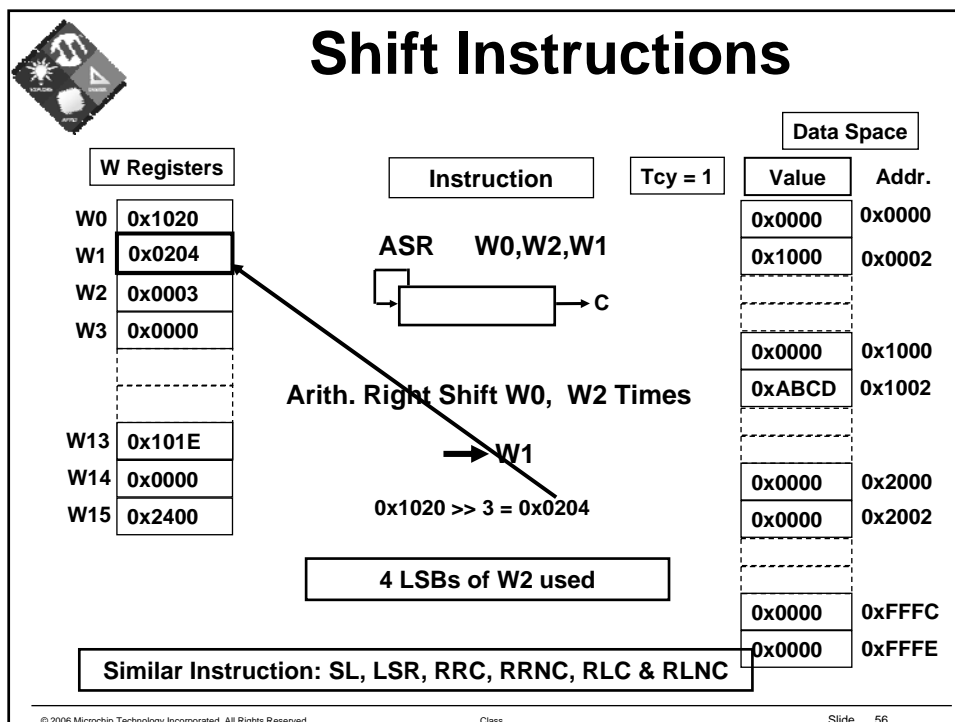 Shift Instructions
Data Space
W Registers
Instruction
Tcy = 1
Value Addr.
W0 0x1020
W1 0x0204
W2 0x0003
W3 0x0000
W13 0x101E
W14 0x0000
W15 0x2400
ASR W0,W2,W1
C
Arith. Right Shift W0, W2 Times
W1
0x1020 >> 3 = 0x0204
4 LSBs of W2 used
0x0000 0x0000
0x1000 0x0002
0x0000 0x1000
0xABCD 0x1002
0x0000 0x2000
0x0000 0x2002
0x0000 0xFFFC
0x0000 0xFFFE
Similar Instruction: SL, LSR, RRC, RRNC, RLC & RLNC
© 2006 Microchip Technology Incorporated. All Rights Reserved. Class Slide 56